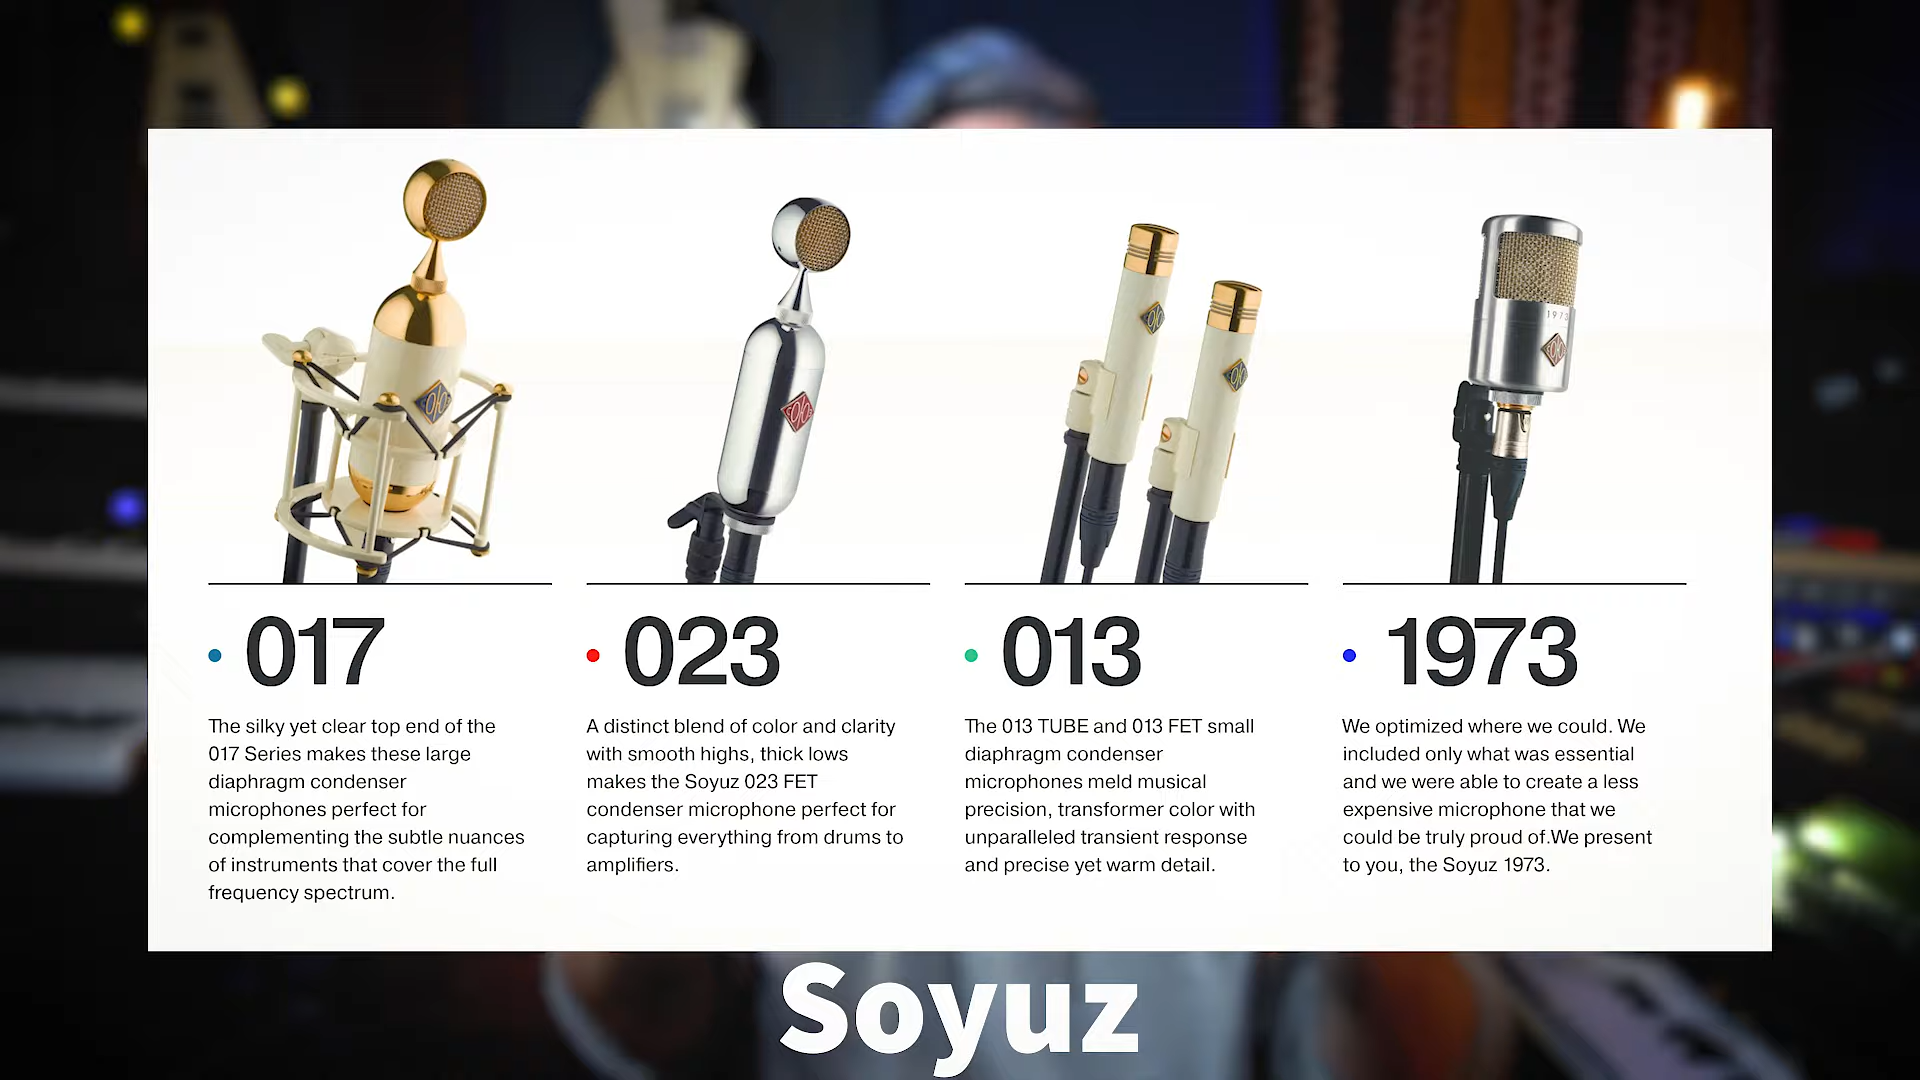 017
The silky yet clear top end of the
017 Series makes these large
diaphragm condenser
microphones perfect for
complementing the subtle nuances
of instruments that cover the full
frequency spectrum.
023
A distinct blend of color and clarity
with smooth highs, thick lows
makes the Soyuz 023 FET
condenser microphone perfect for
capturing everything from drums to
amplifiers.
013
The 013 TUBE and 013 FET small
diaphragm condenser
microphones meld musical
precision, transformer color with
unparalleled transient response
and precise yet warm detail.
1973
1973
We optimized where we could. We
included only what was essential
and we were able to create a less
expensive microphone that we
could be truly proud of.We present
to you, the Soyuz 1973.
Soyuz